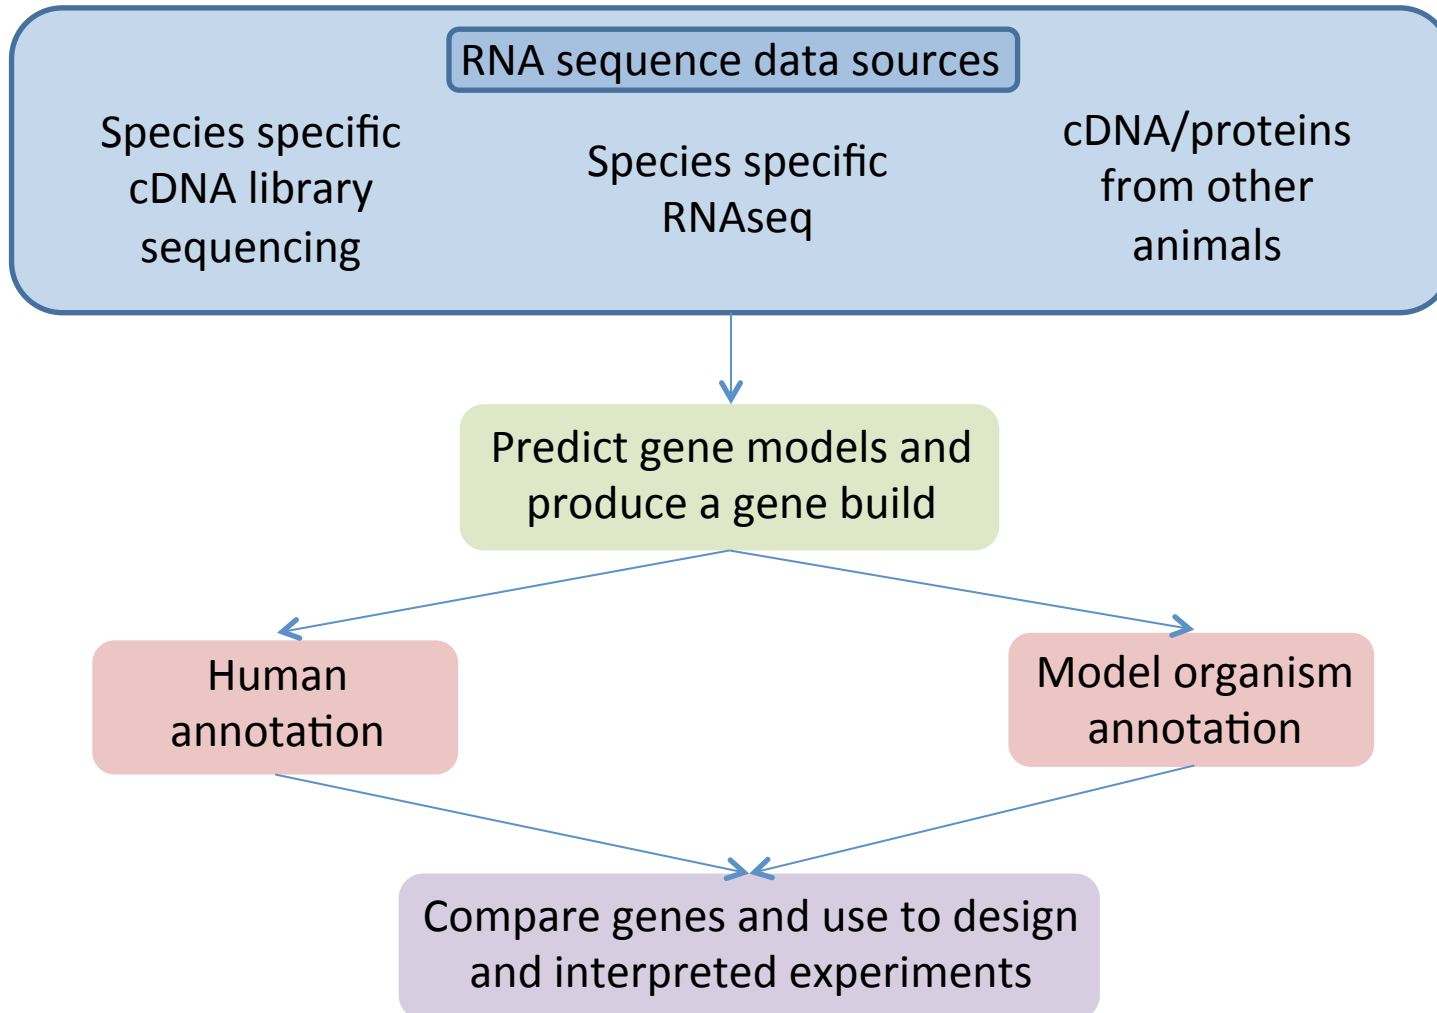 RNA sequence data sources
Species specific
cDNA library
sequencing
Species specific
RNAseq
cDNA/proteins
from other
animals
Predict gene models and
produce a gene build
Human
annotation
Model organism
annotation
Compare genes and use to design
and interpreted experiments